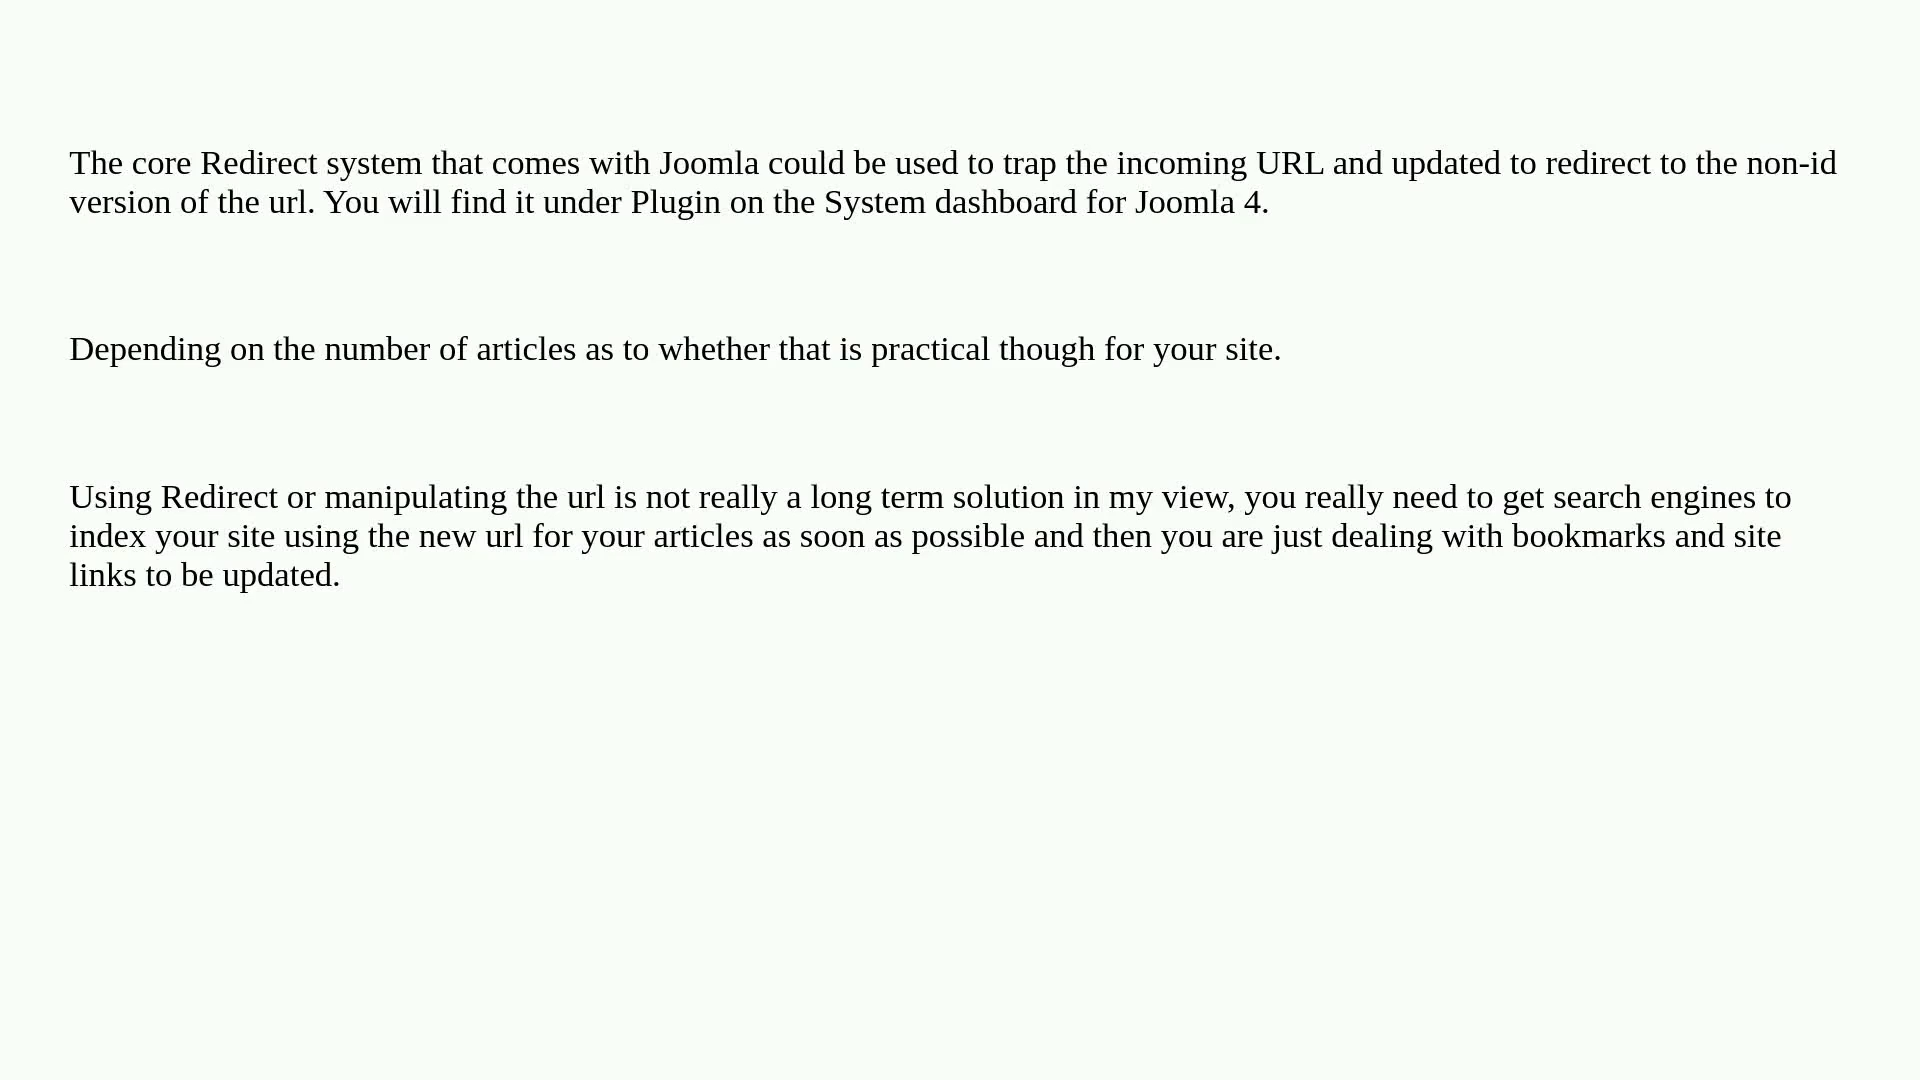 The core Redirect system that comes with Joomla could be used to trap the incoming URL and updated to redirect to the non-id
version of the url. You will find it under Plugin on the System dashboard for Joomla 4.
Depending on the number of articles as to whether that is practical though for your site.
Using Redirect or manipulating the url is not really a long term solution in my view, you really need to get search engines to
index your site using the new url for your articles as soon as possible and then you are just dealing with bookmarks and site
links to be updated.